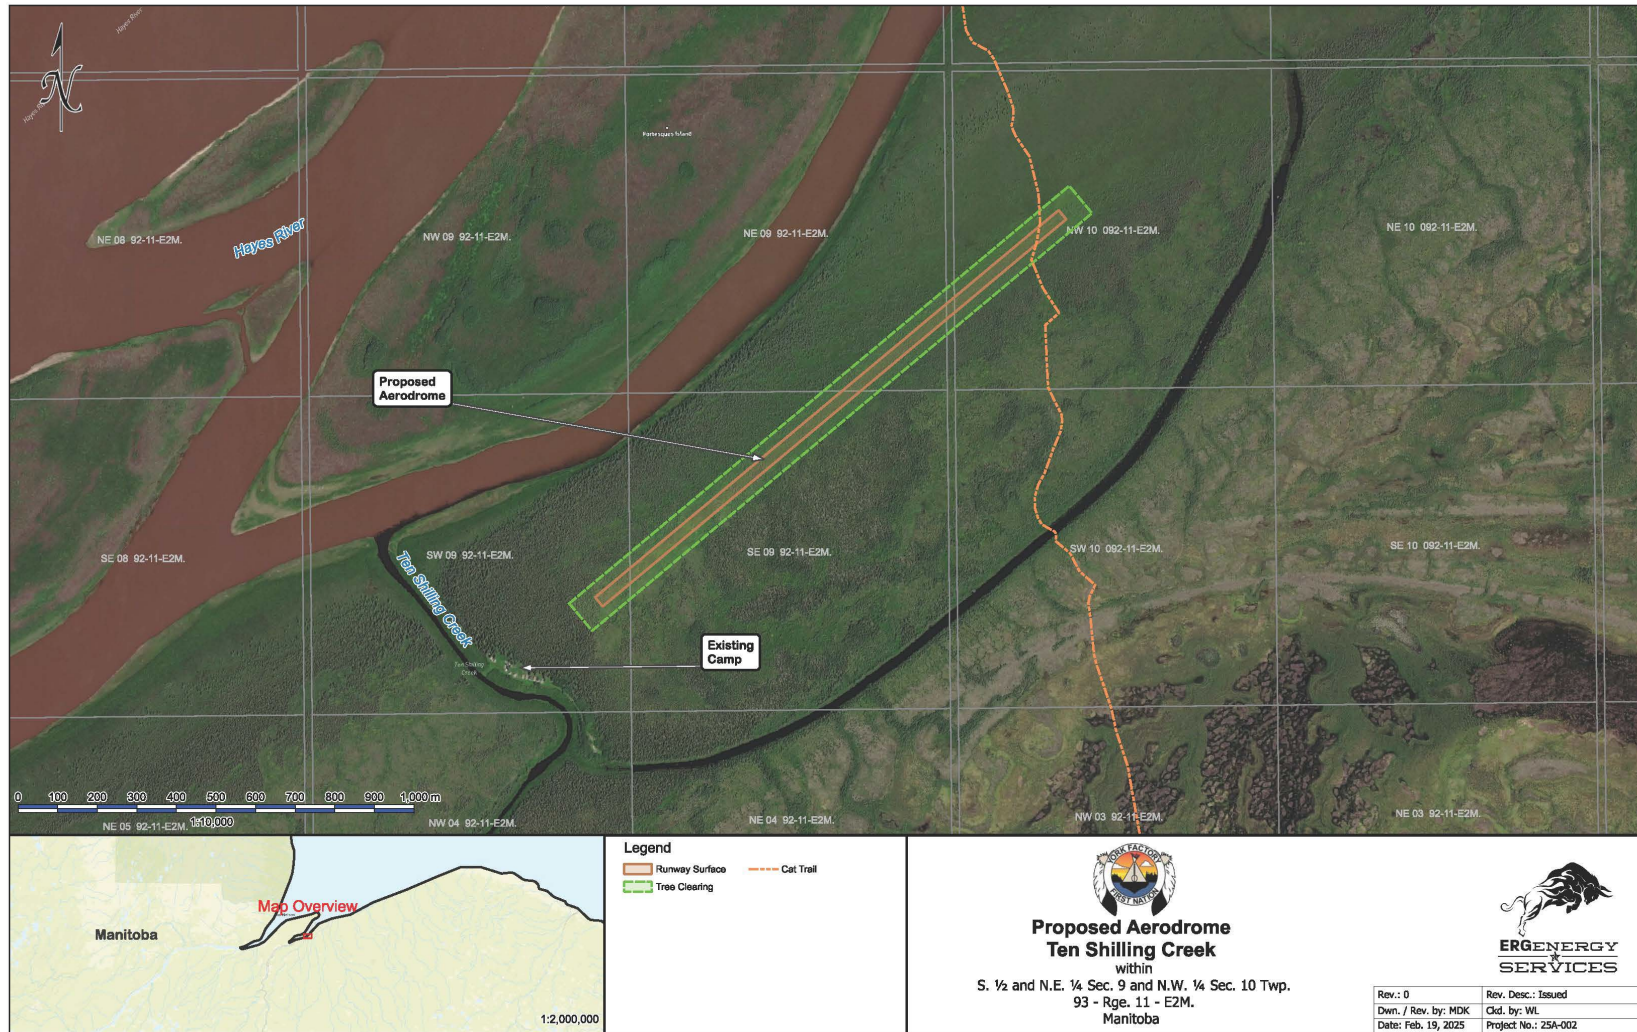 Hayes River
Hayes River
N
Hayes River
NE 08 92-11-E2M.
NW 09 92-11-E2M.
NE 09 92-11-E2M.
NW 10 092-11-E2M.
NE 10 092-11-E2M.
Proposed
Aerodrome
SE 08 92-11-E2M.
SW 09 92-11-E2M.
SE 09 92-11-E2M.
SW 10 092-11-E2M.
SE 10 092-11-E2M.
Ten Shilling Creek
Ten Shilling
Creek
Existing
Camp
0 100 200 300 400 500 600 700 800 900 1,000 m
1:10,000
NE 05 92-11-E2M.
NW 04 92-11-E2M.
NE 04 92-11-E2M.
NW 03 92-11-E2M.
NE 03 92-11-E2M.
Map Overview
Manitoba
1:2,000,000
Legend
Runway Surface
Cat Trail
Tree Clearing
YORK FACTORY
FIRST NATION
Proposed Aerodrome
Ten Shilling Creek
within
S. ½ and N.E. ¼ Sec. 9 and N.W. ¼ Sec. 10 Twp.
93 - Rge. 11 - E2M.
Manitoba
ERGENERGY
SERVICES
Rev.: 0
Rev. Desc.: Issued
Dwn. / Rev. by: MDK
Ckd. by: WL
Date: Feb. 19, 2025
Project No.: 25A-002